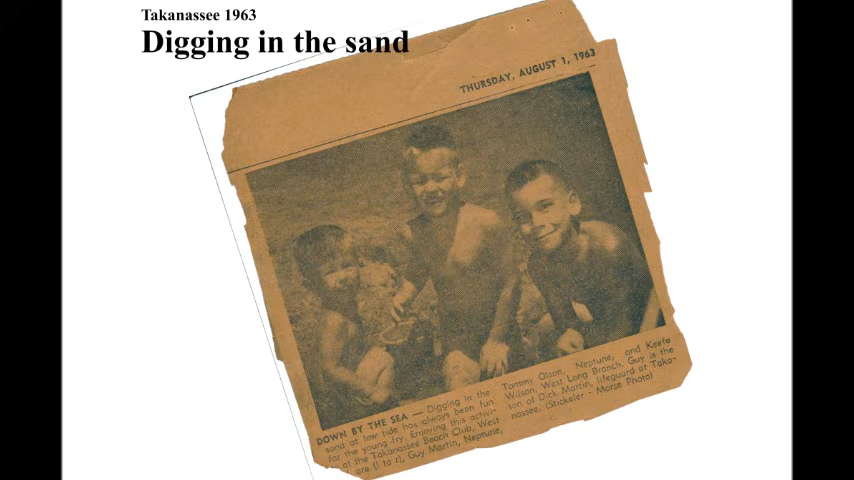 Takanassee 1963
Digging in the sand
THURSDAY, AUGUST 1, 1963
DOWN BY THE SEA — Digging in the
sand at low tide has always been fun
for the young fry. Enjoying this activi-
at the Takanassee Beach Club, West
are (l to r), Guy Martin, Neptune,
Tommy Olson, Neptune, and Keefe
Wilson, West Long Branch. Guy is the
son of Dick Martin, lifeguard at Taka-
nassee. (Stickeler - Morse Photo)